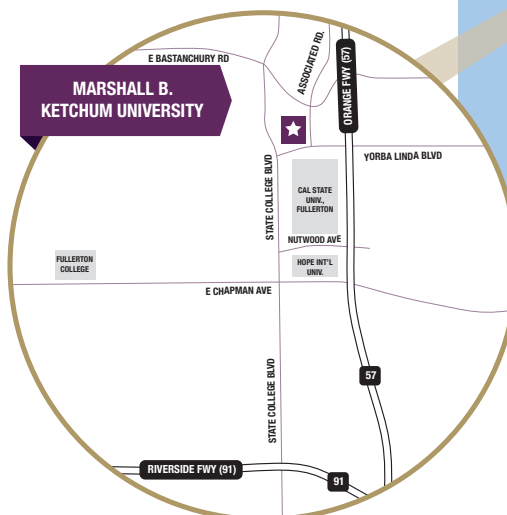 E BASTANCHURY RD
ASSOCIATED RD.
ORANGE FWY (57)
MARSHALL B.
KETCHUM UNIVERSITY
YORBA LINDA BLVD
STATE COLLEGE BLVD
CAL STATE
UNIV.,
FULLERTON
NUTWOOD AVE
FULLERTON
COLLEGE
HOPE INT'L
UNIV.
E CHAPMAN AVE
57
STATE COLLEGE BLVD
RIVERSIDE FWY (91)
91